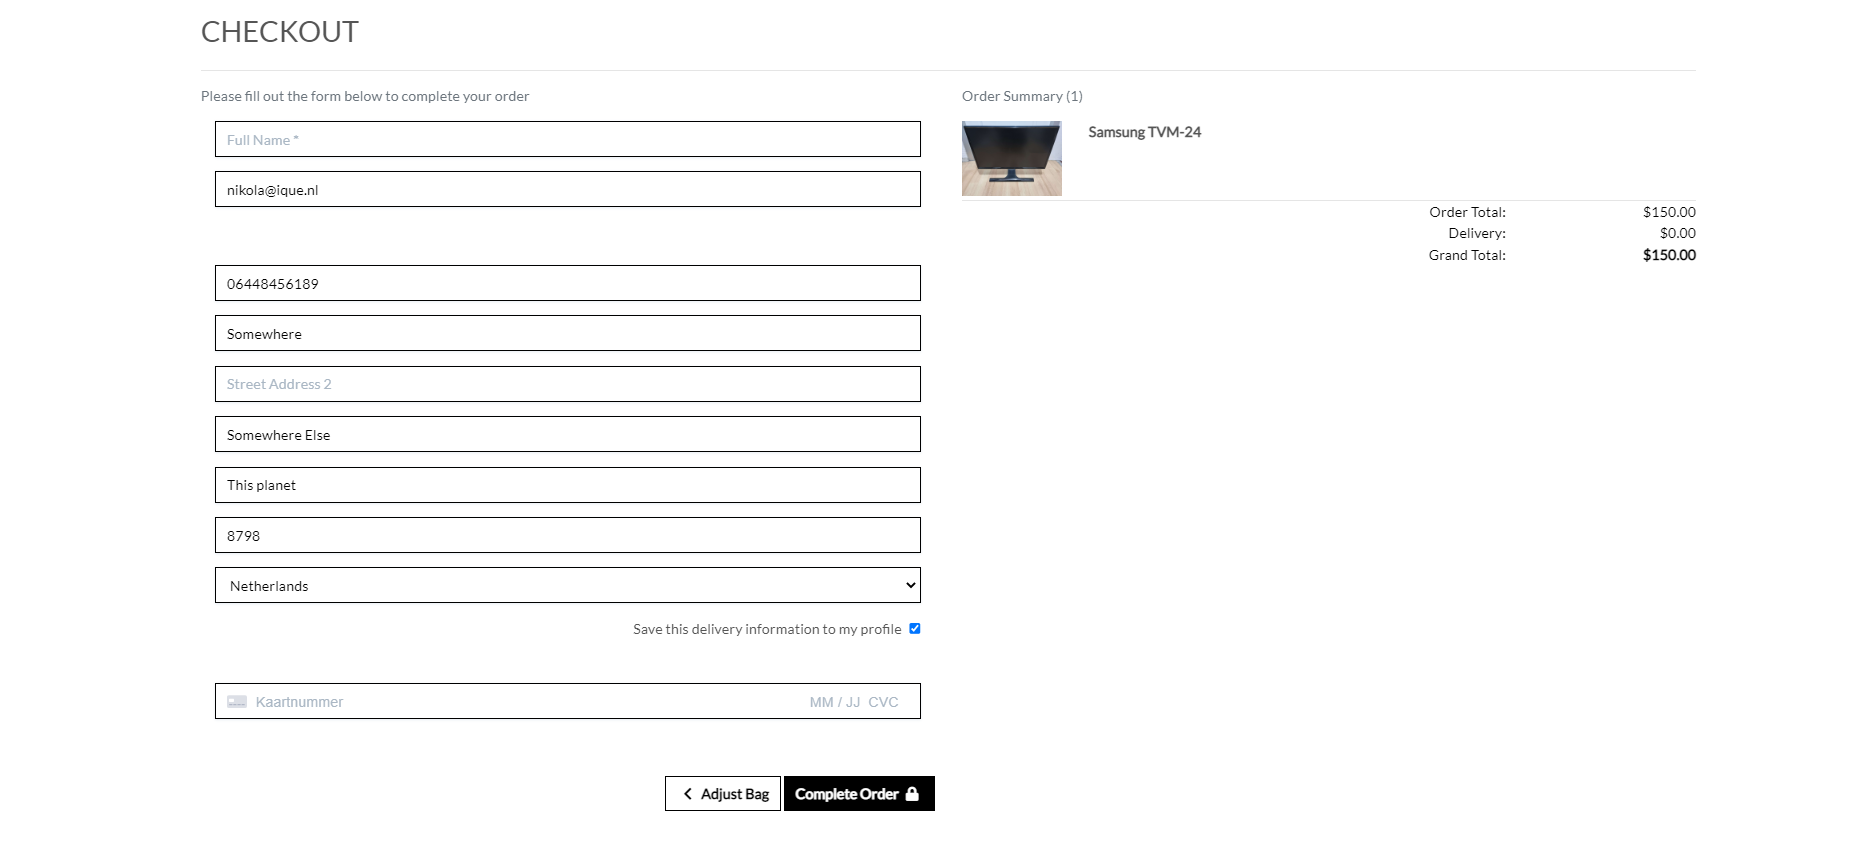 CHECKOUT
Please fill out the form below to complete your order
Full Name *
nikola@ique.nl
06448456189
Somewhere
Street Address 2
Somewhere Else
This planet
8798
Netherlands
Save this delivery information to my profile
Kaartnummer MM / JJ CVC
Adjust Bag Complete Order
Order Summary (1)
Samsung TVM-24
Order Total: $150.00
Delivery: $0.00
Grand Total: $150.00